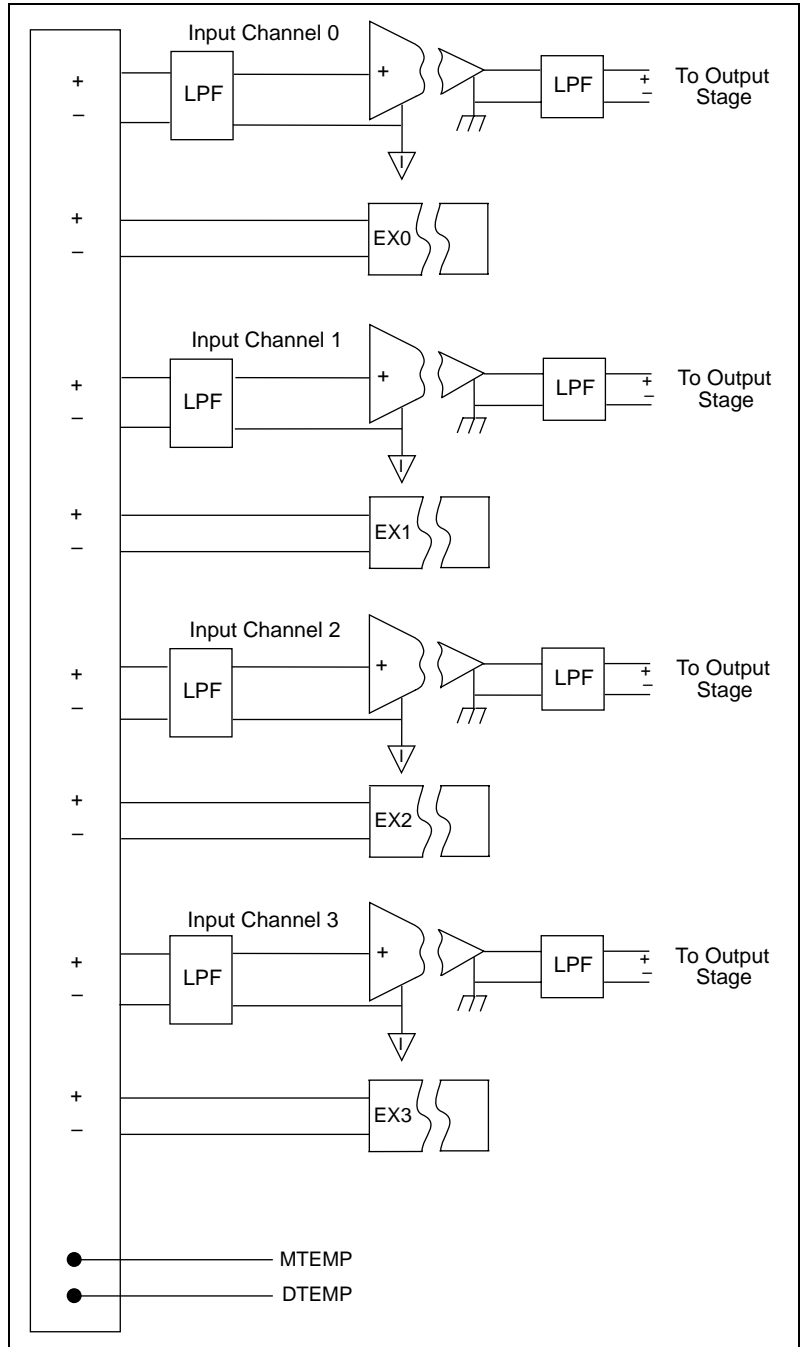 Input Channel 0
+
–
LPF
+
LPF
+
–
To Output
Stage
I
+
–
EX0
Input Channel 1
+
–
LPF
+
LPF
+
–
To Output
Stage
I
+
–
EX1
Input Channel 2
+
–
LPF
+
LPF
+
–
To Output
Stage
I
+
–
EX2
Input Channel 3
+
–
LPF
+
LPF
+
–
To Output
Stage
I
+
–
EX3
MTEMP
DTEMP